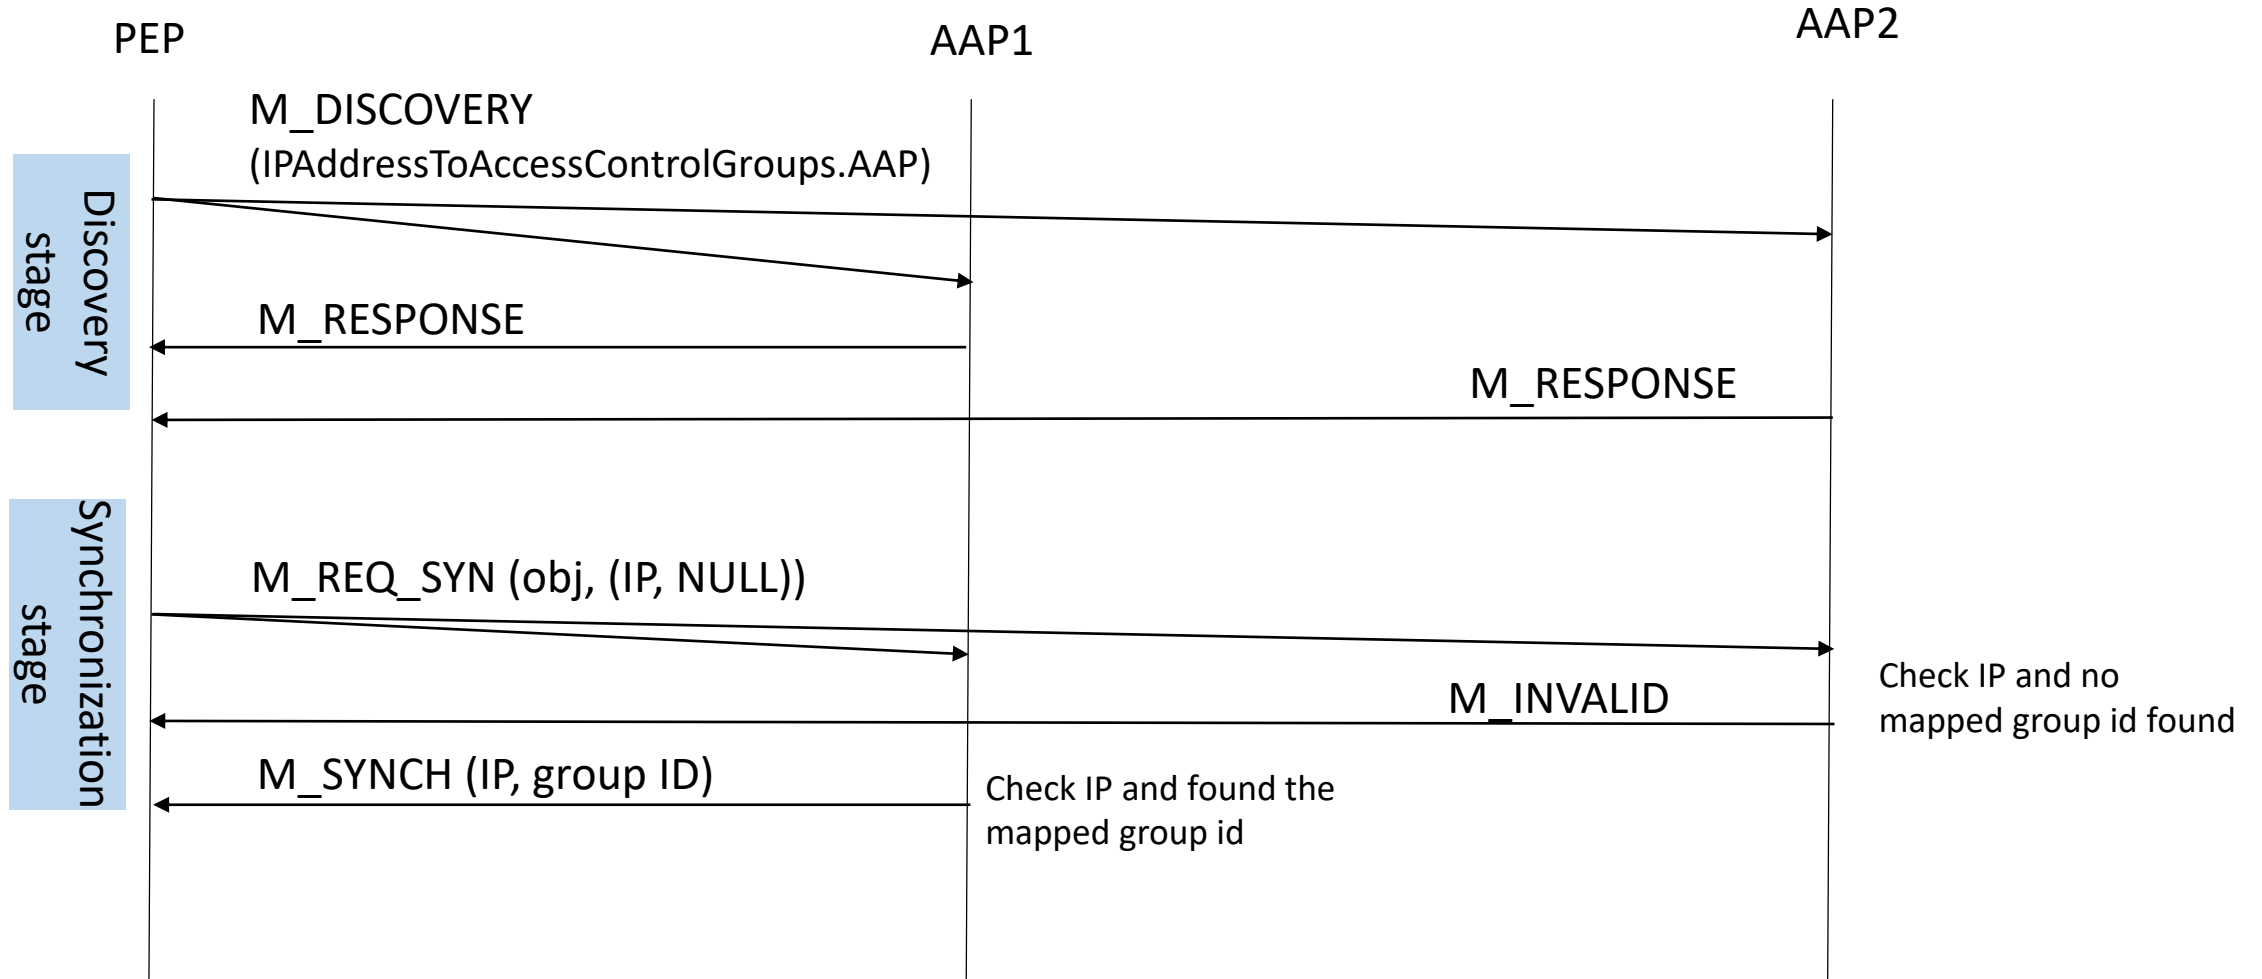 PEP
AAP1
AAP2
M_DISCOVERY
(IPAddressToAccessControlGroups.AAP)
Discovery
stage
M_RESPONSE
M_RESPONSE
Synchronization
stage
M_REQ_SYN (obj, (IP, NULL))
Check IP and no
mapped group id found
M_INVALID
M_SYNCH (IP, group ID)
Check IP and found the
mapped group id